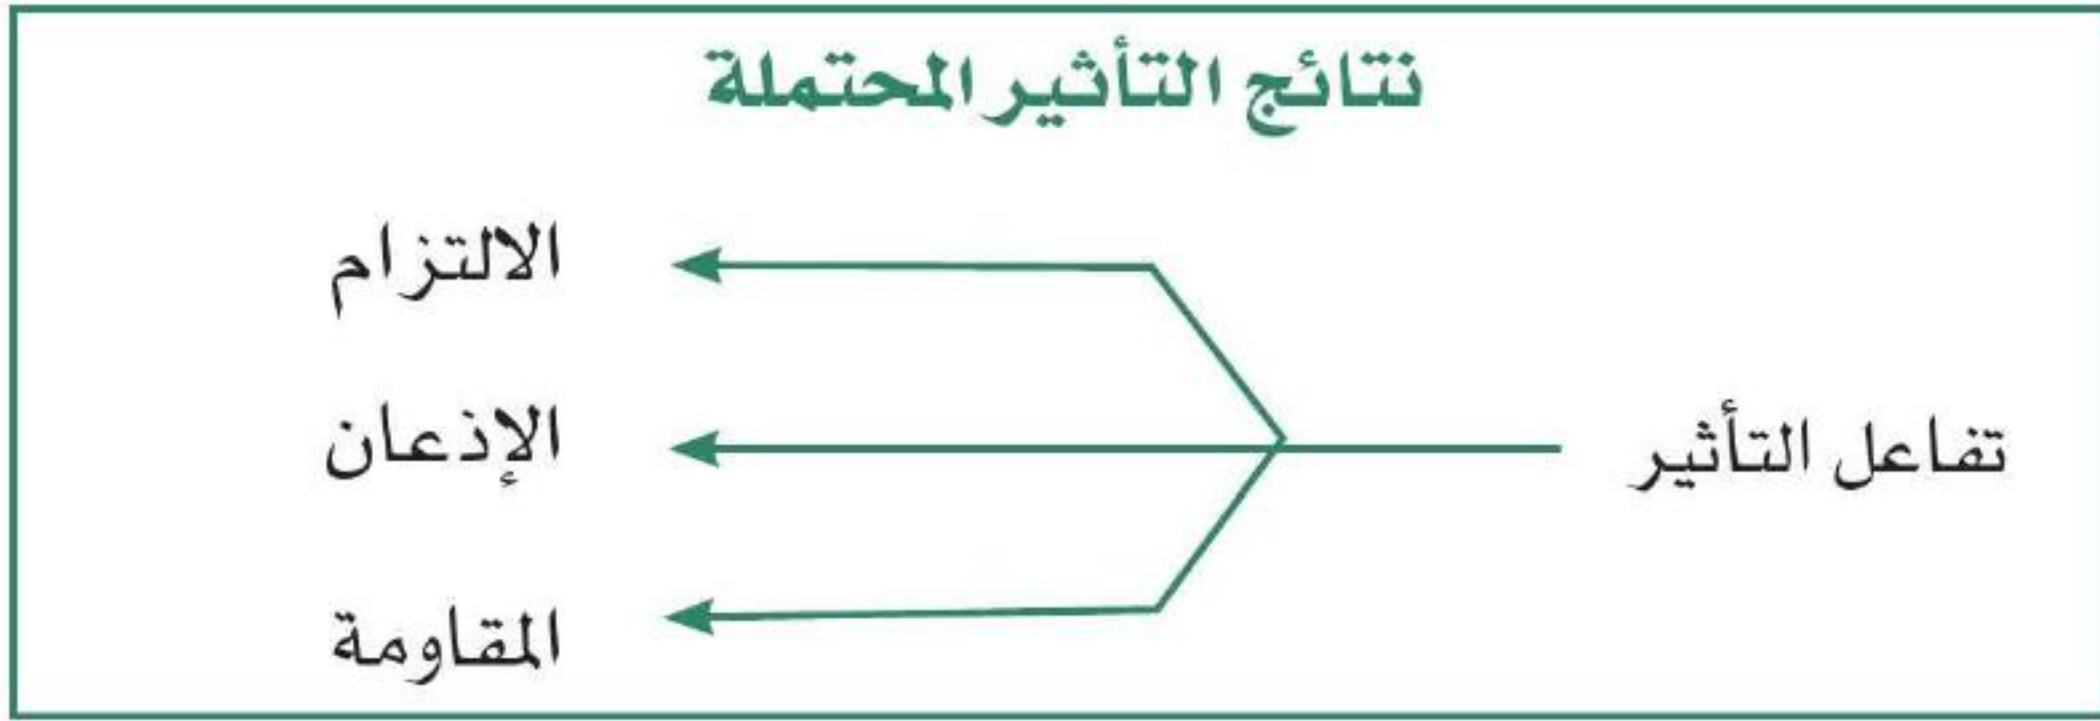 نتائج التأثير المحتملة
تفاعل التأثير
الالتزام
الإذعان
المقاومة